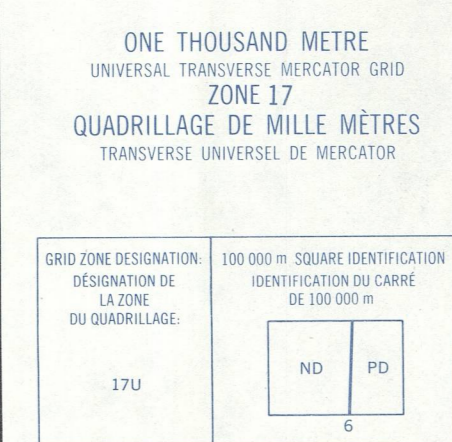 ONE THOUSAND METRE
UNIVERSAL TRANSVERSE MERCATOR GRID
ZONE 17
QUADRILLAGE DE MILLE MÈTRES
TRANSVERSE UNIVERSEL DE MERCATOR
GRID ZONE DESIGNATION:
DÉSIGNATION DE
LA ZONE
DU QUADRILLAGE:
17U
100 000 m SQUARE IDENTIFICATION
IDENTIFICATION DU CARRÉ
DE 100 000 m
ND PD
6